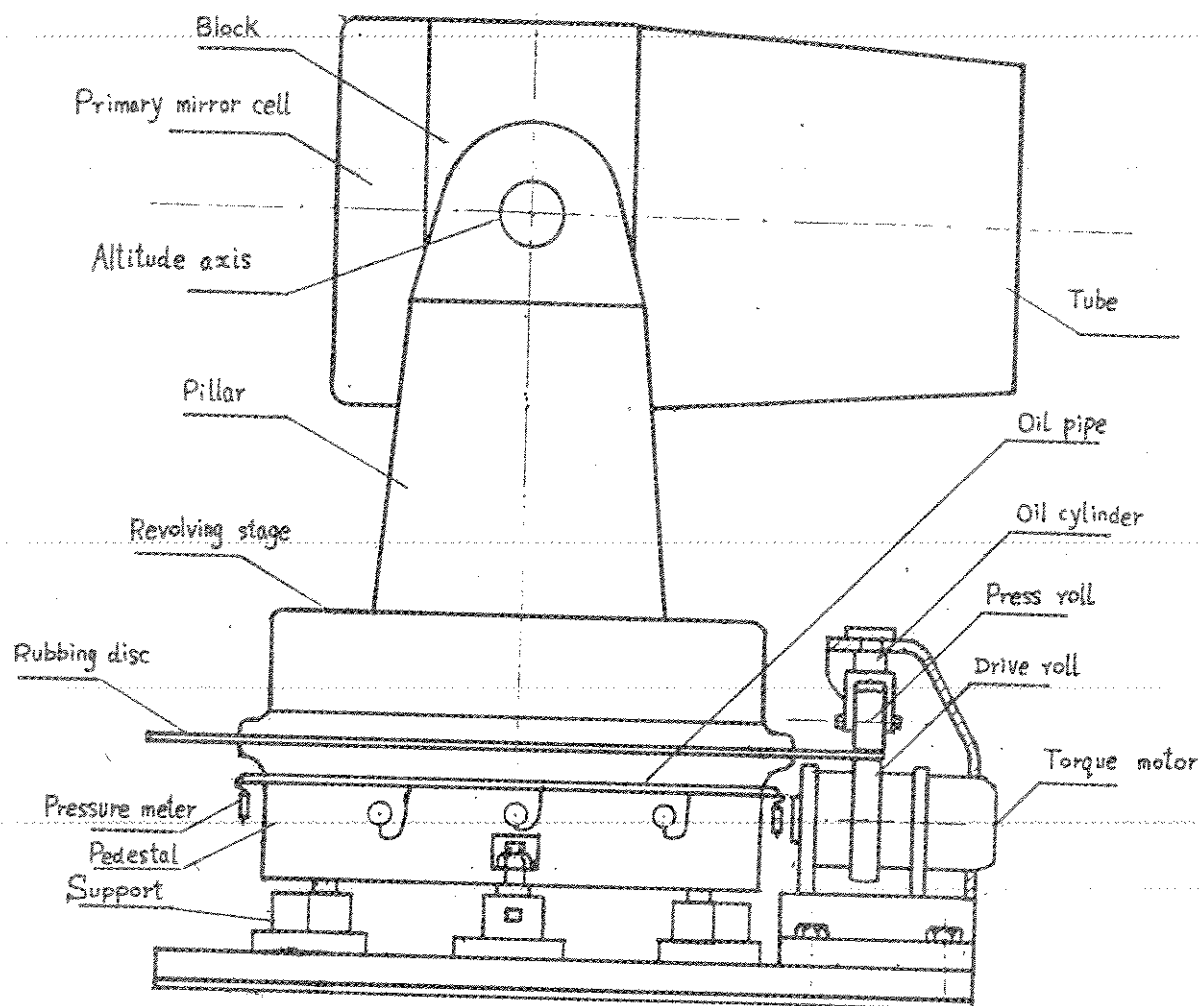 Block
Primary mirror cell
Altitude axis
Tube
Pillar
Oil pipe
Revolving stage
Oil cylinder
Press roll
Rubbing disc
Drive roll
Torque motor
Pressure meter
Pedestal
Support